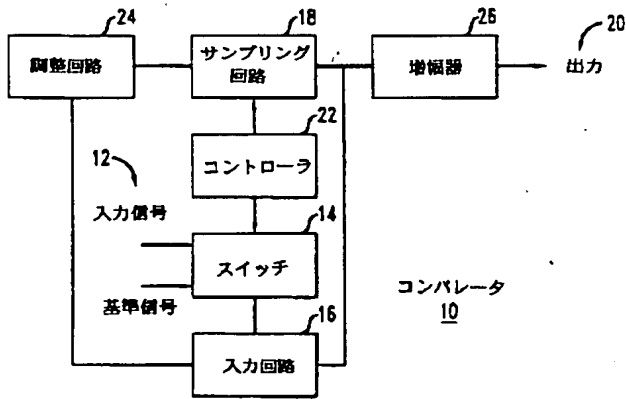 24
18
26
20
調整回路
サンプリング
回路
増幅器
出力
22
12
コントローラ
入力信号
14
スイッチ
基準信号
コンパレータ
10
16
入力回路